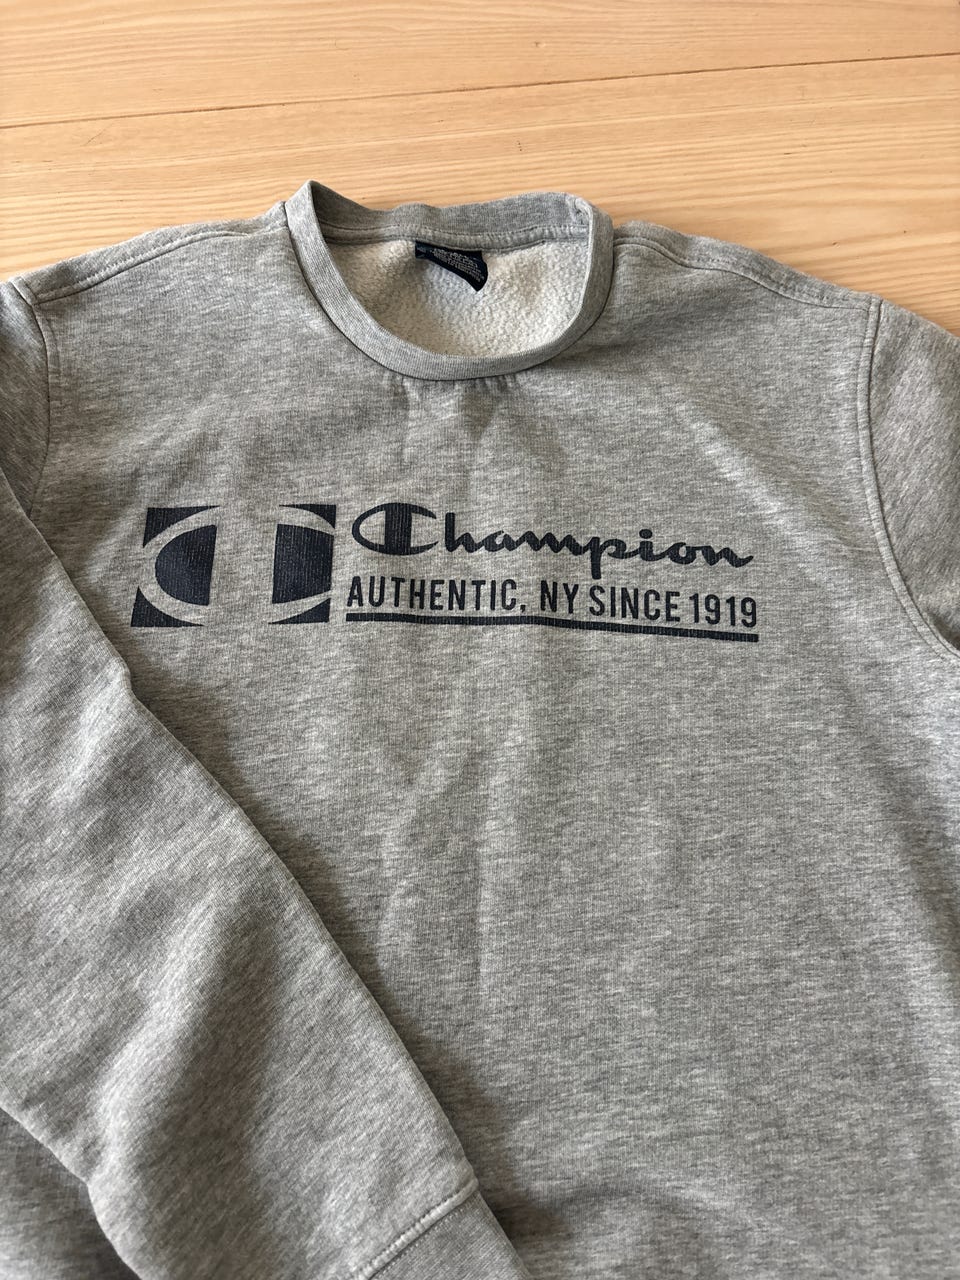 Champion
AUTHENTIC, NY SINCE 1919